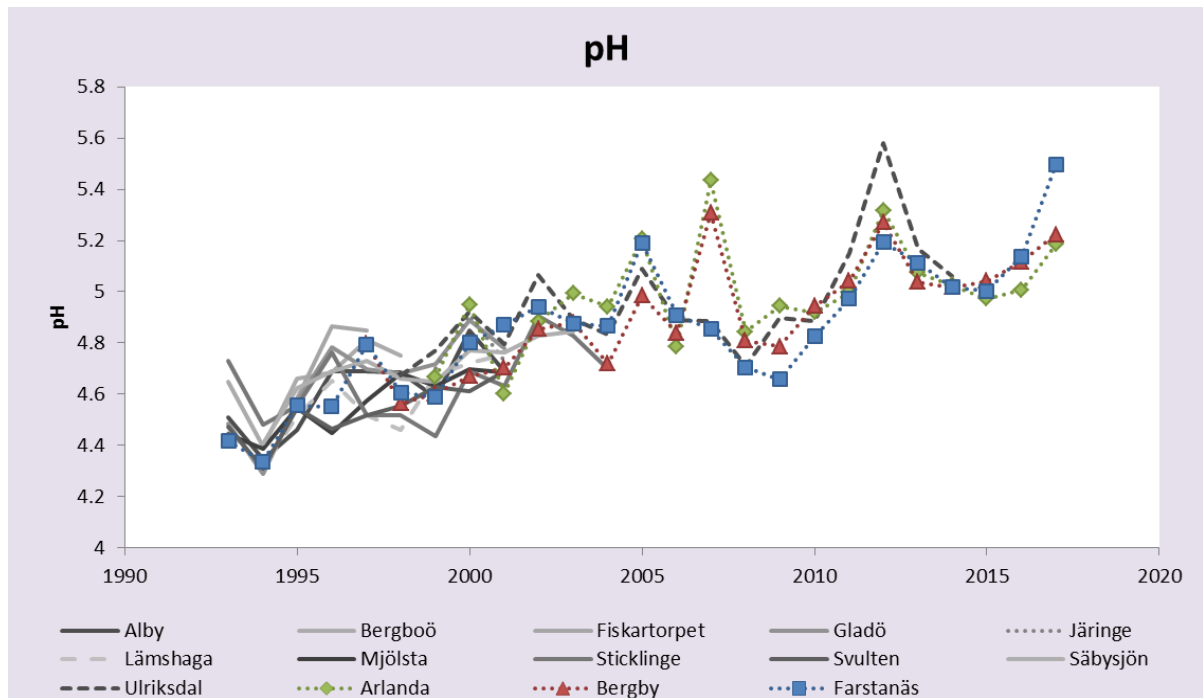 pH
5.8
5.6
5.4
5.2
5
4.8
4.6
4.4
4.2
4
pH
1990 1995 2000 2005 2010 2015 2020
Alby Bergboö Fiskartorpet Gladö Järinge
Lämshaga Mjölsta Sticklinge Svulten Säbysjön
Ulriksdal Arlanda Bergby Farstanäs